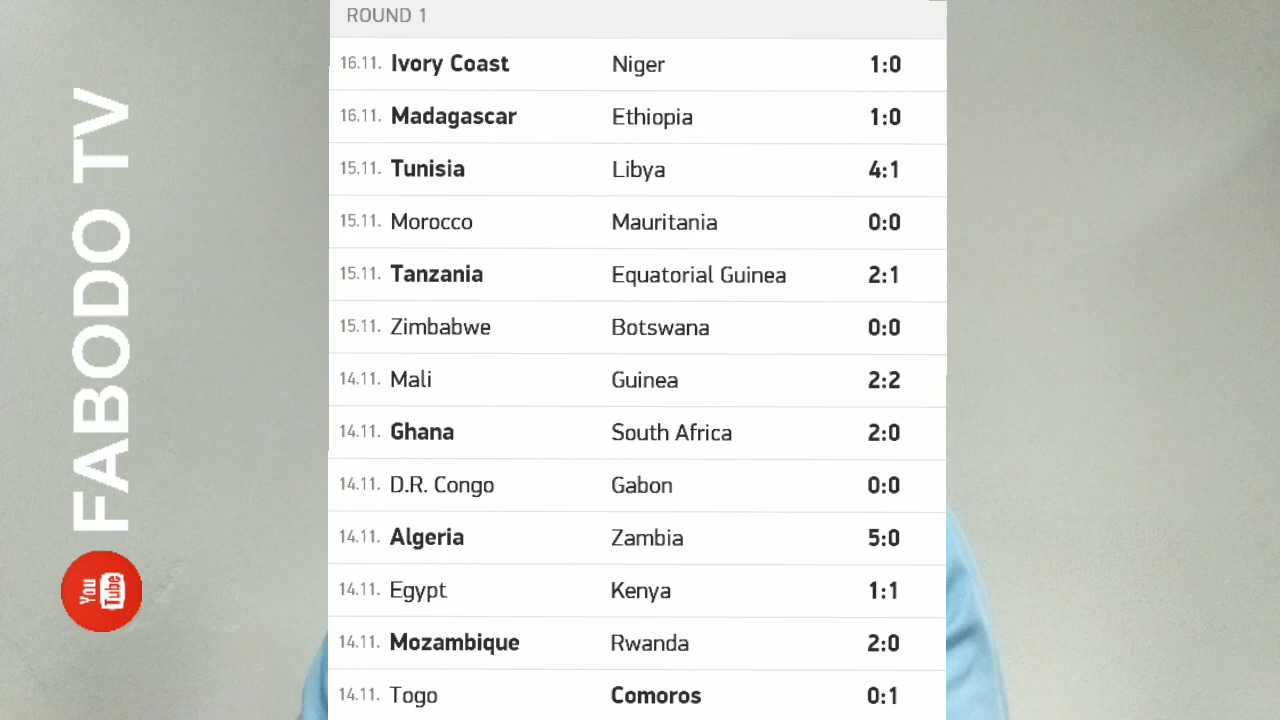 ROUND 1
16.11. Ivory Coast Niger 1:0
16.11. Madagascar Ethiopia 1:0
15.11. Tunisia Libya 4:1
15.11. Morocco Mauritania 0:0
15.11. Tanzania Equatorial Guinea 2:1
15.11. Zimbabwe Botswana 0:0
14.11. Mali Guinea 2:2
14.11. Ghana South Africa 2:0
14.11. D.R. Congo Gabon 0:0
14.11. Algeria Zambia 5:0
14.11. Egypt Kenya 1:1
14.11. Mozambique Rwanda 2:0
14.11. Togo Comoros 0:1
FABODO TV
You
Tube